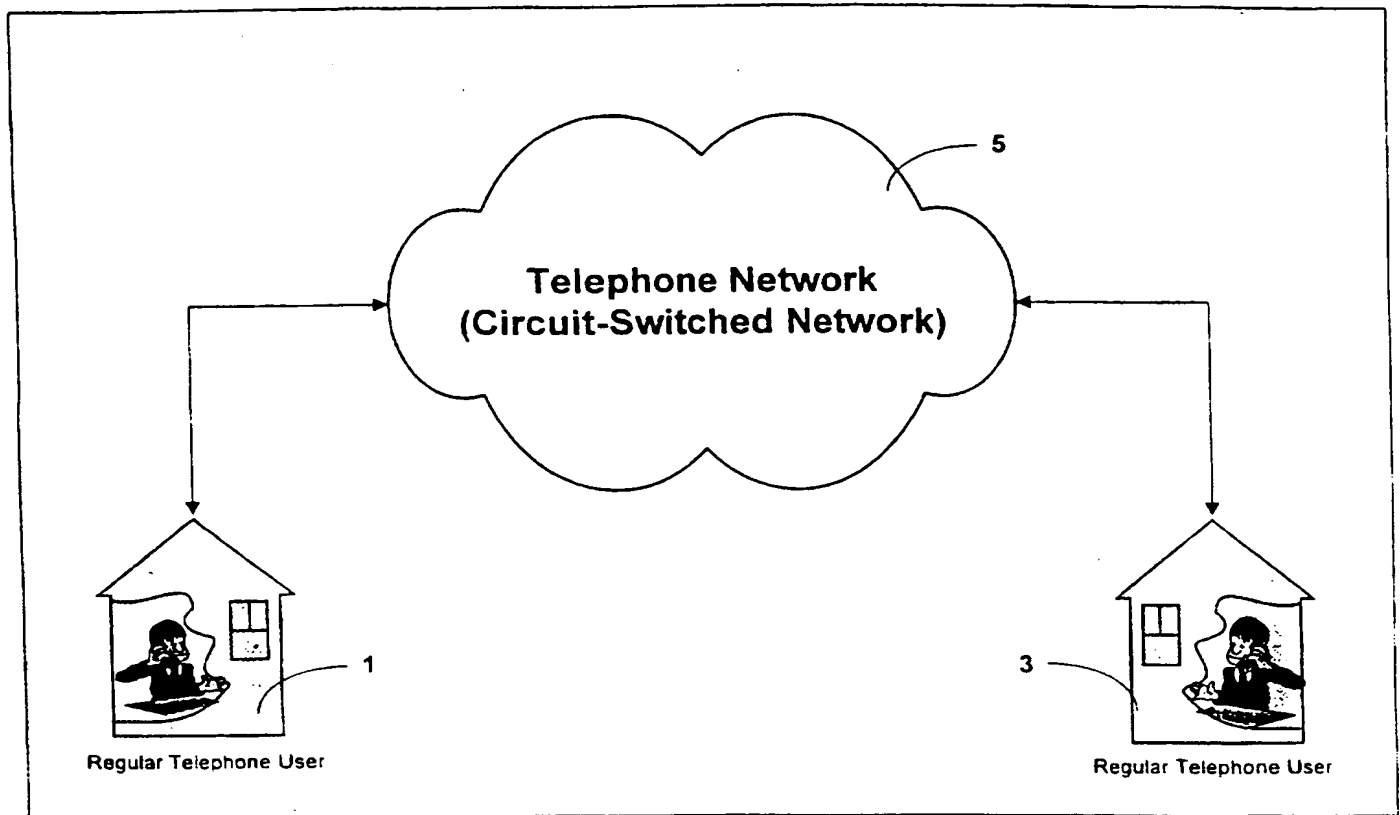 5
Telephone Network
(Circuit-Switched Network)
1
3
Regular Telephone User
Regular Telephone User